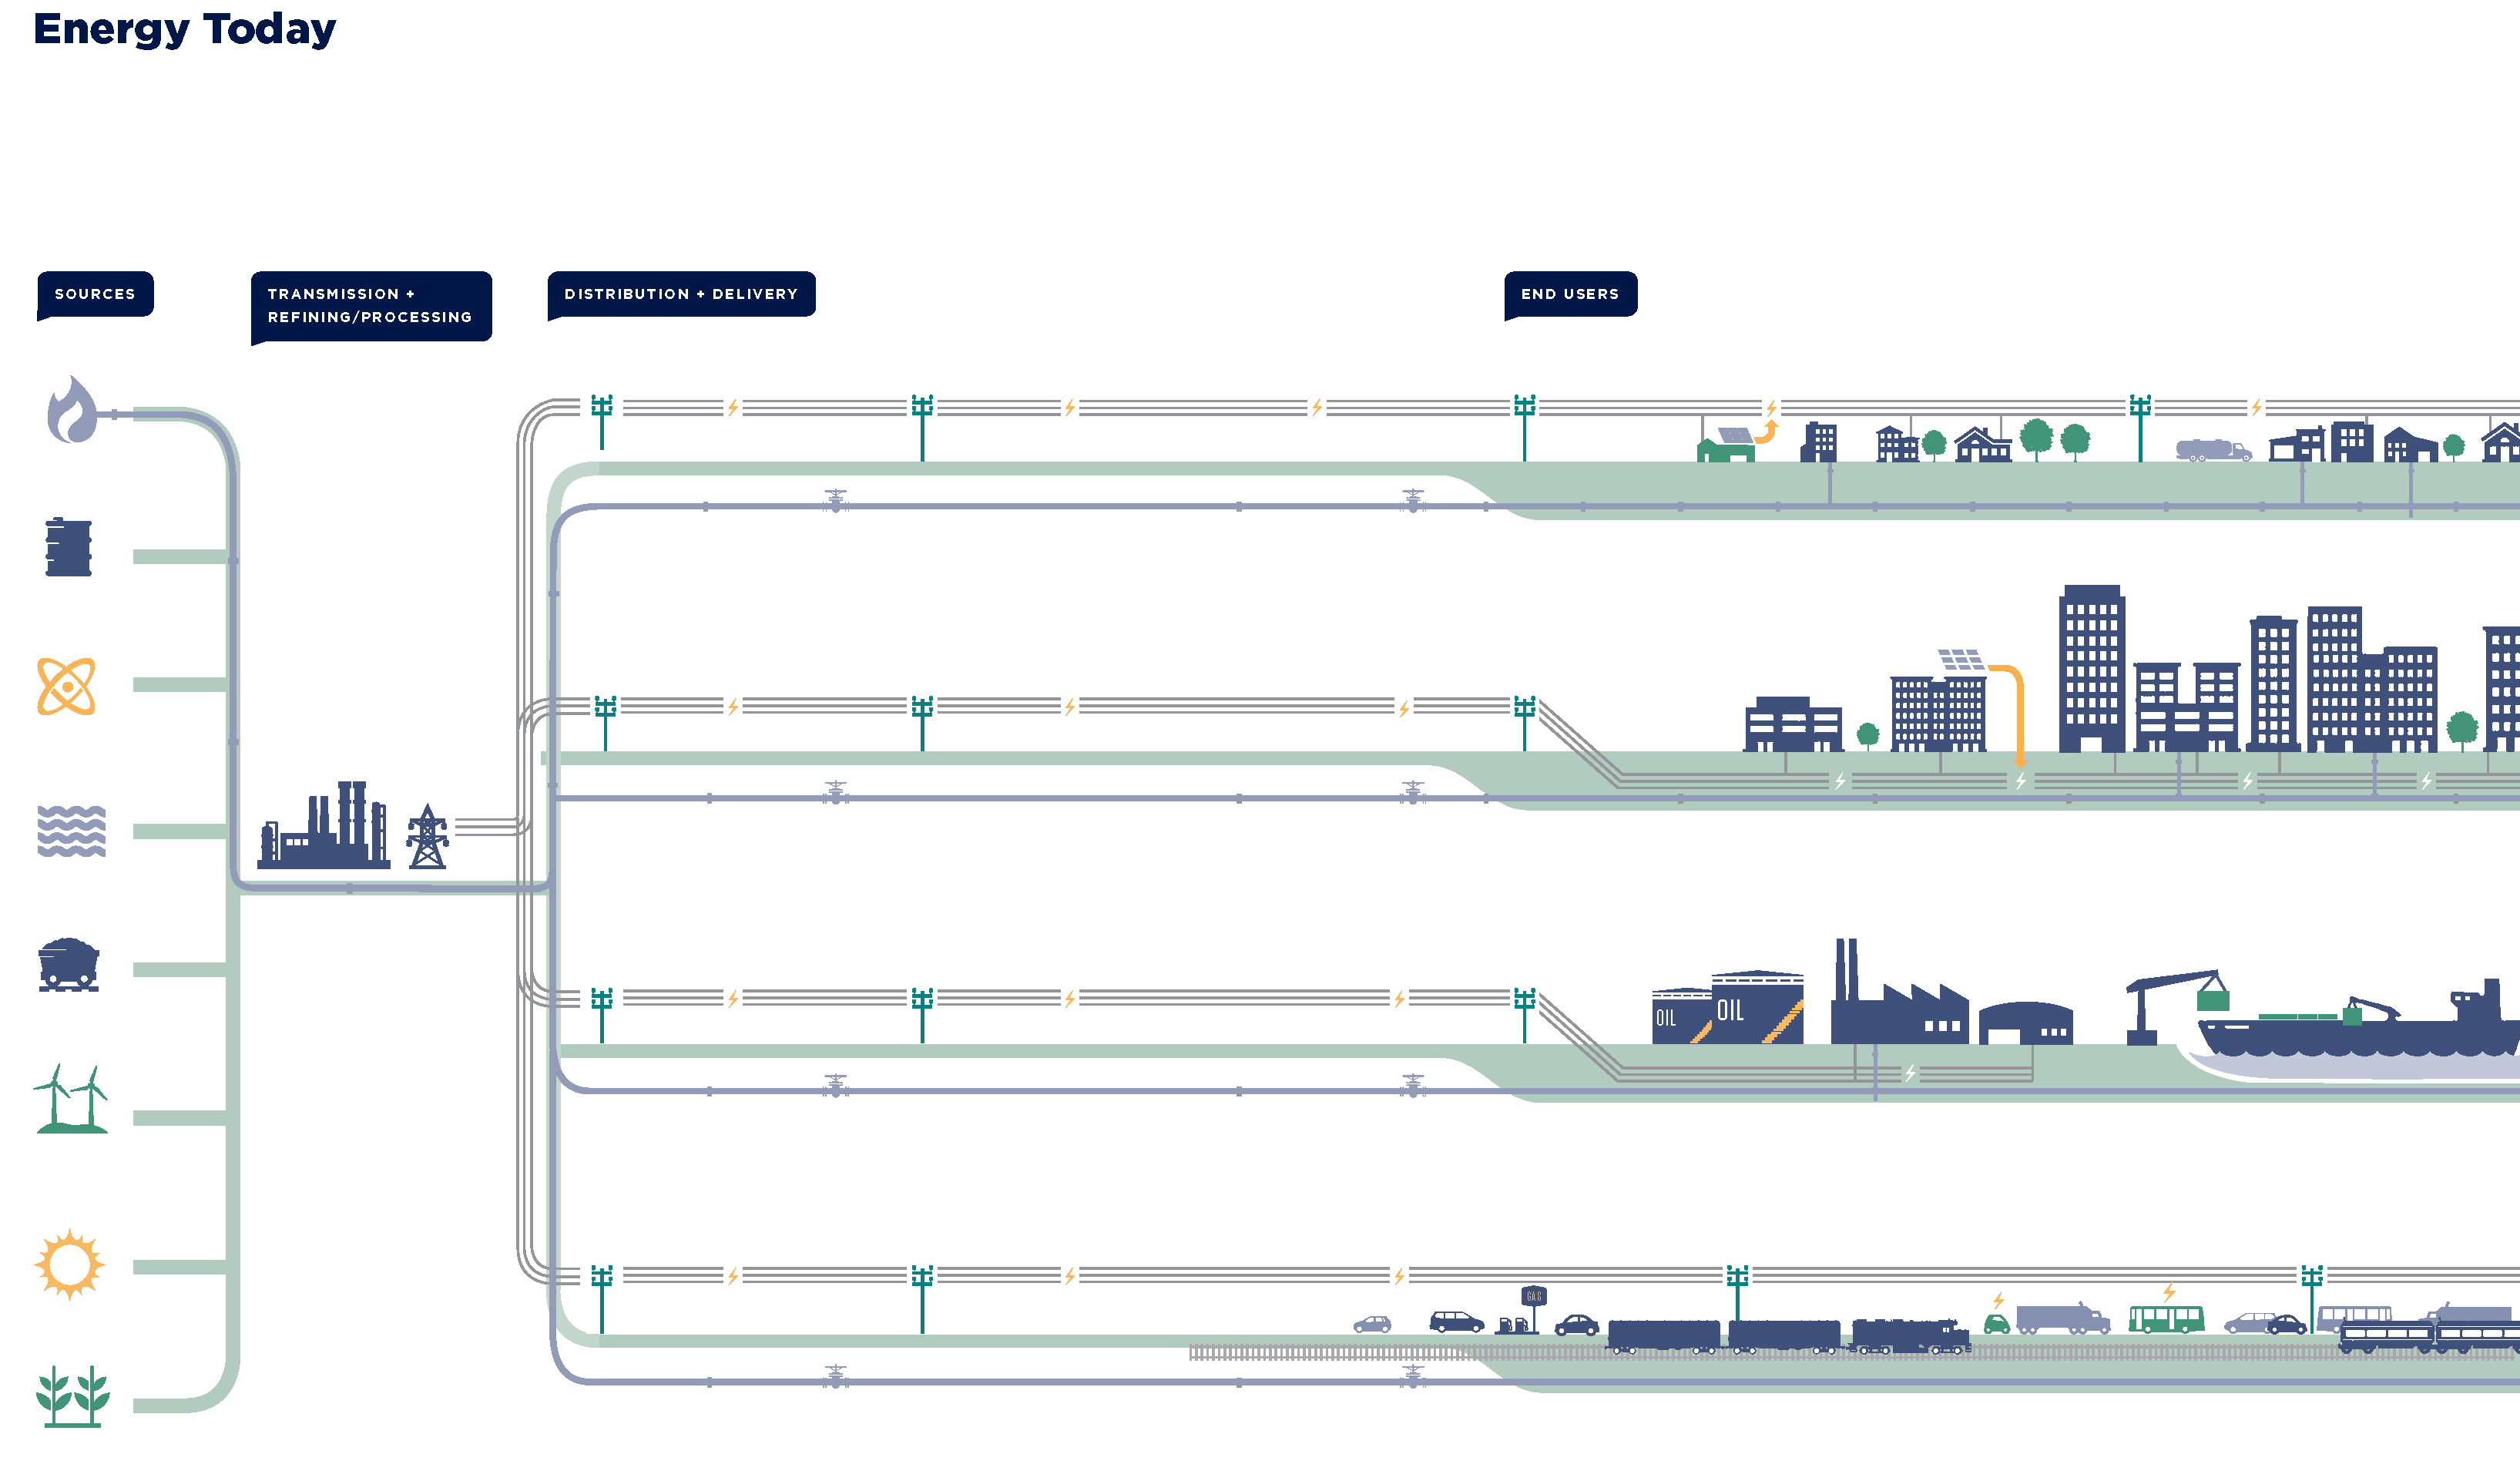 Energy Today
SOURCES
TRANSMISSION +
REFINING/PROCESSING
DISTRIBUTION + DELIVERY
END USERS
OIL
OIL
GAS